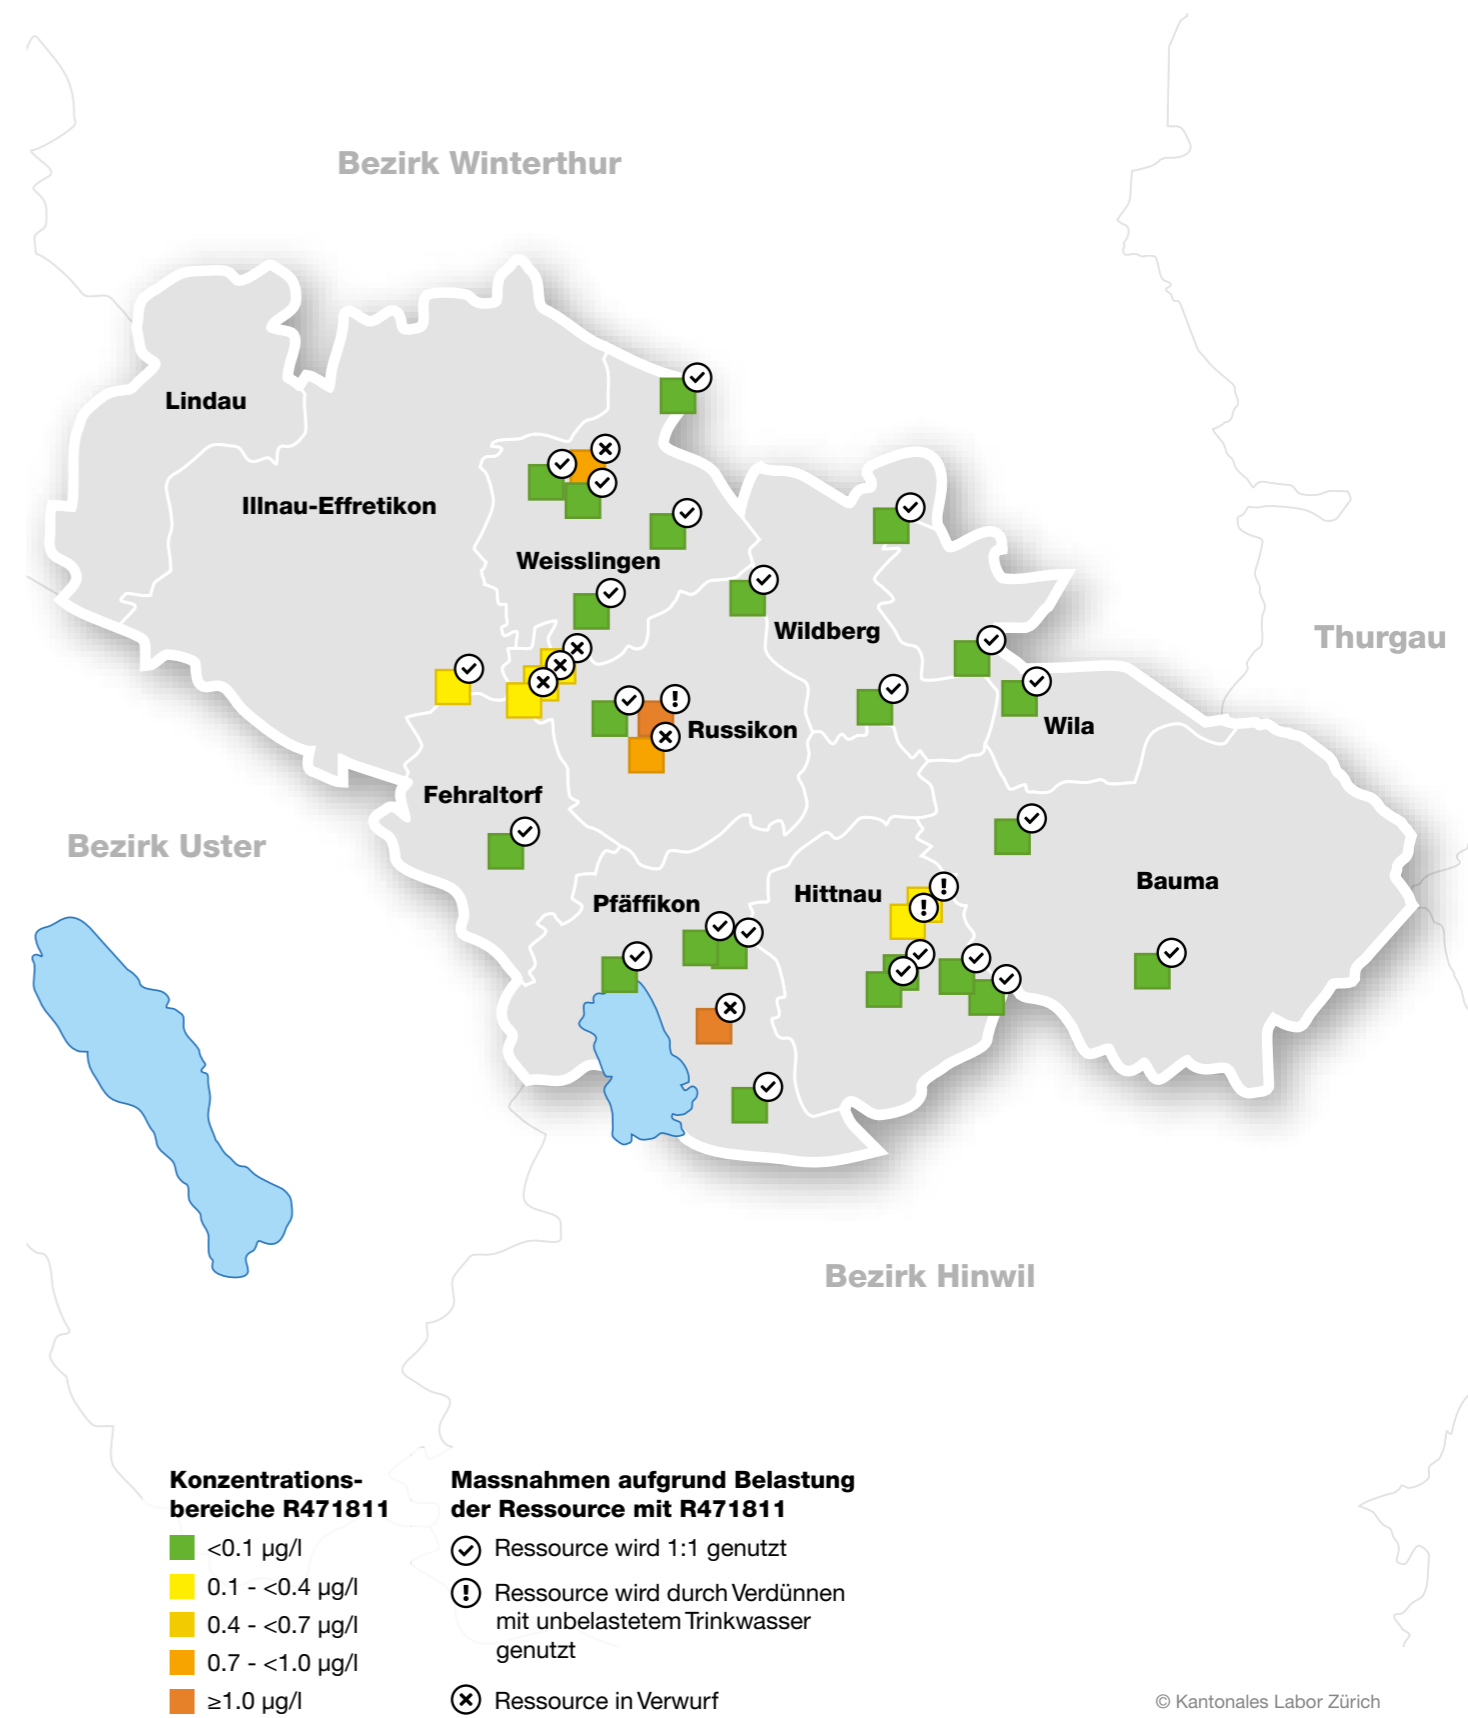 Bezirk Winterthur
Lindau
Illnau-Effretikon
Weisslingen
Wildberg
Thurgau
Wila
Russikon
Fehraltorf
Bezirk Uster
Bauma
Hittnau
Pfäffikon
Bezirk Hinwil
Konzentrations-
bereiche R471811
<0.1 µg/l
0.1 - <0.4 µg/l
0.4 - <0.7 µg/l
0.7 - <1.0 µg/l
≥1.0 µg/l
Massnahmen aufgrund Belastung
der Ressource mit R471811
Ressource wird 1:1 genutzt
Ressource wird durch Verdünnen
mit unbelastetem Trinkwasser
genutzt
Ressource in Verwurf
© Kantonales Labor Zürich